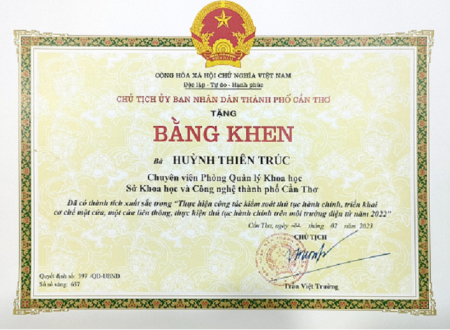 CỘNG HÒA XÃ HỘI CHỦ NGHĨA VIỆT NAM
Độc lập - Tự do - Hạnh phúc
CHỦ TỊCH ỦY BAN NHÂN DÂN THÀNH PHỐ CẦN THƠ
TẶNG
BẰNG KHEN
Bà HUỲNH THIÊN TRÚC
Chuyên viên Phòng Quản lý Khoa học
Sở Khoa học và Công nghệ thành phố Cần Thơ
Đã có thành tích xuất sắc trong "Thực hiện công tác kiểm soát thủ tục hành chính, triển khai
cơ chế một cửa, một cửa liên thông, thực hiện thủ tục hành chính trên môi trường điện tử năm 2022"
Cần Thơ, ngày tháng 02 năm 2023
CHỦ TỊCH
Quyết định số: 397 /QĐ-UBND
Số sổ vàng: 657
Trần Việt Trường